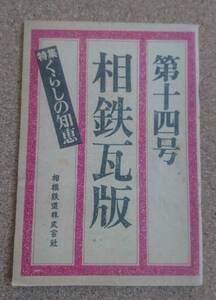 第十四号
相鉄瓦版
特集 くらしの知恵
相模鉄道株式会社